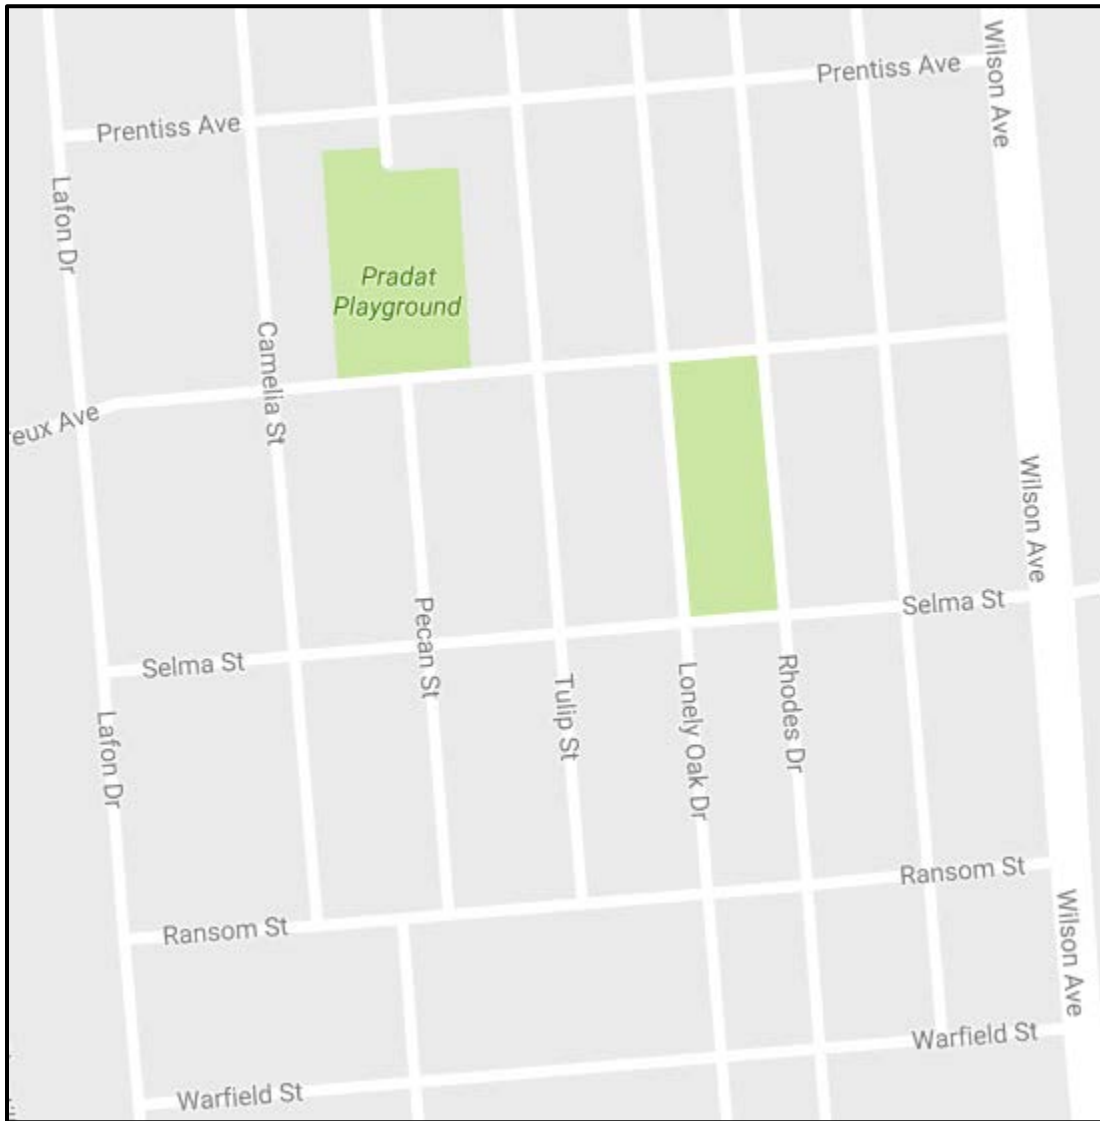 Wilson Ave
Prentiss Ave
Prentiss Ave
Lafon Dr
Pradat
Playground
Camelia St
eux Ave
Wilson Ave
Selma St
Pecan St
Selma St
Tulip St
Lonely Oak Dr
Rhodes Dr
Lafon Dr
Ransom St
Wilson Ave
Ransom St
Warfield St
Warfield St